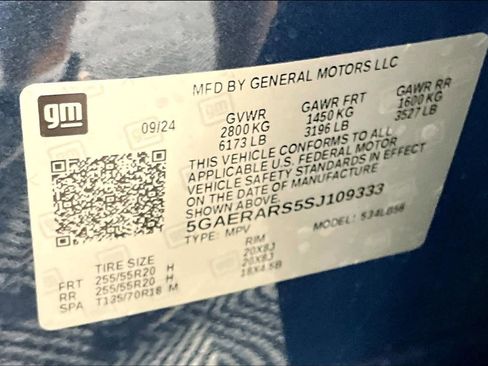 MFD BY GENERAL MOTORS LLC
gm
09/24
GVWR GAWR FRT GAWR RR
2800 KG 1450 KG 1600 KG
6173 LB 3196 LB 3527 LB
THIS VEHICLE CONFORMS TO ALL
APPLICABLE U.S. FEDERAL MOTOR
VEHICLE SAFETY STANDARDS IN EFFECT
ON THE DATE OF MANUFACTURE
SHOWN ABOVE.
5GAERARS5SJ109333
TYPE: MPV MODEL:
TIRE SIZE RIM
FRT 255/55R20 H 20X8J
RR 255/55R20 H 20X8J
SPA T135/70R18 M 18X4.5B